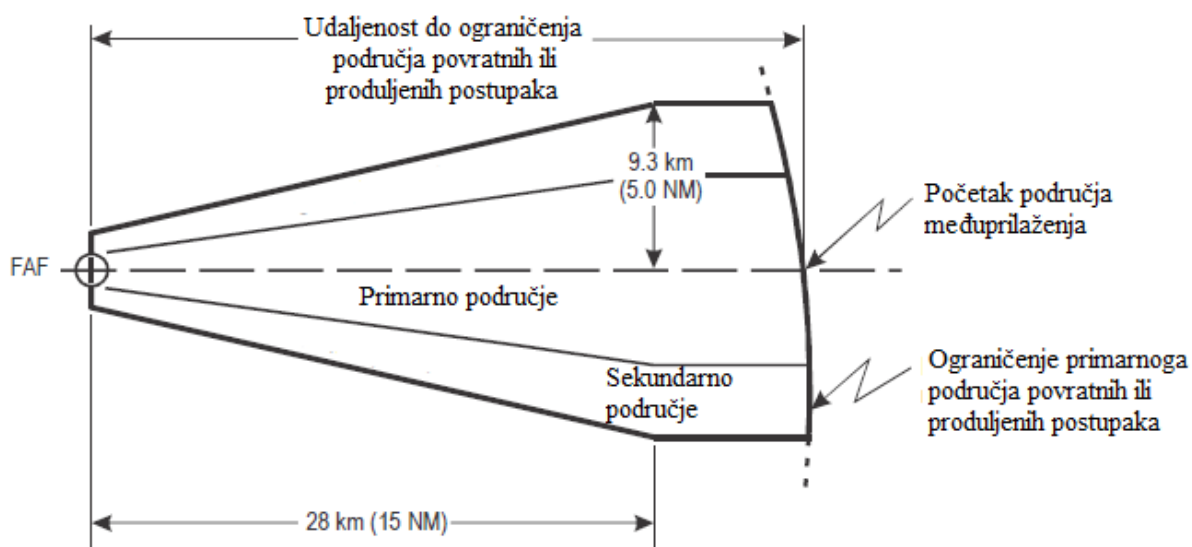 Udaljenost do ograničenja
područja povratnih ili
produljenih postupaka
9.3 km
(5.0 NM)
Početak područja
međuprilaženja
FAF
Primarno područje
Sekundarno
područje
Ograničenje primarnoga
područja povratnih ili
produljenih postupaka
28 km (15 NM)